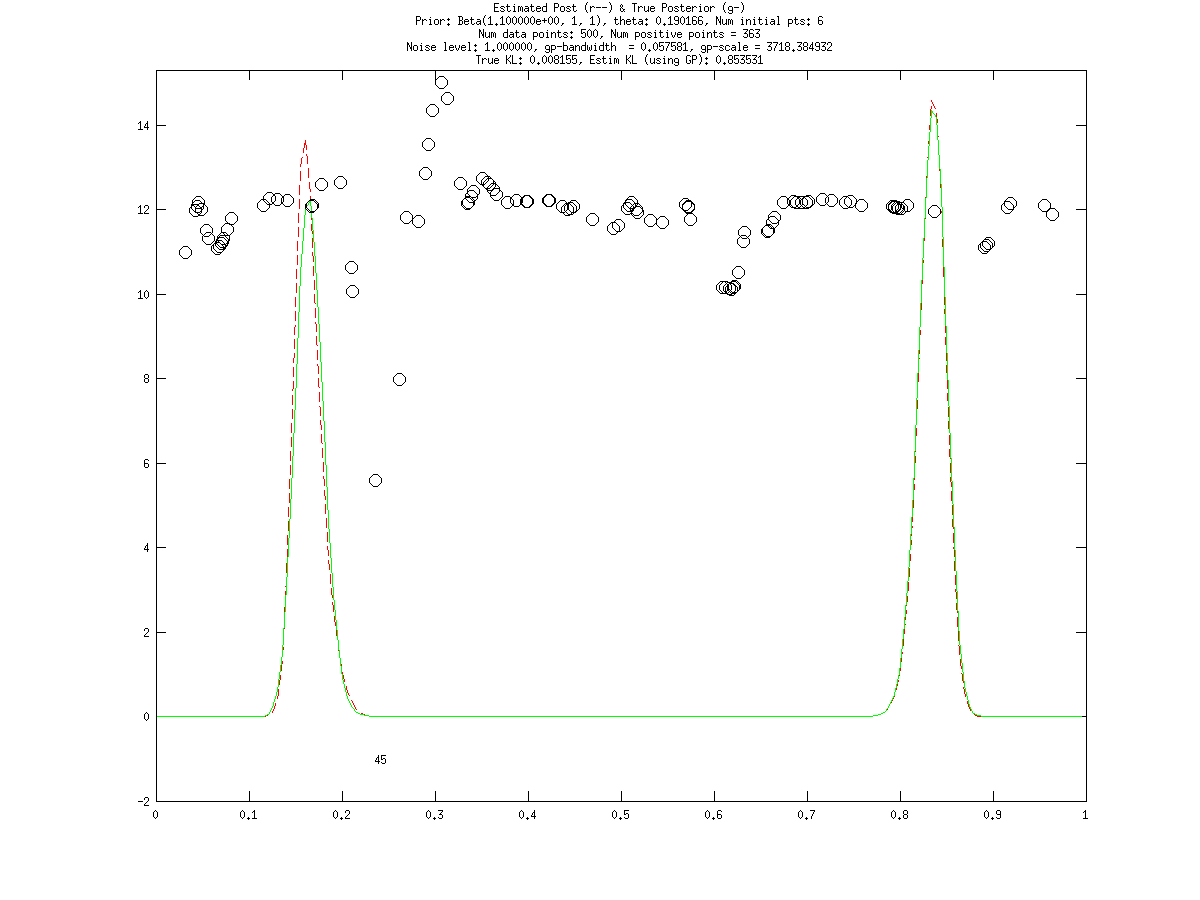 Estimated Post (r--) & True Posterior (g-)
Prior: Beta(1.100000e+00, 1, 1), theta: 0.190166, Num initial pts: 6
Num data points: 500, Num positive points = 363
Noise level: 1.000000, gp-bandwidth  = 0.057581, gp-scale = 3718.384932
True KL: 0.008155, Estim KL (using GP): 0.853531
14
12
10
8
6
4
2
0
45
-2
0 0.1 0.2 0.3 0.4 0.5 0.6 0.7 0.8 0.9 1